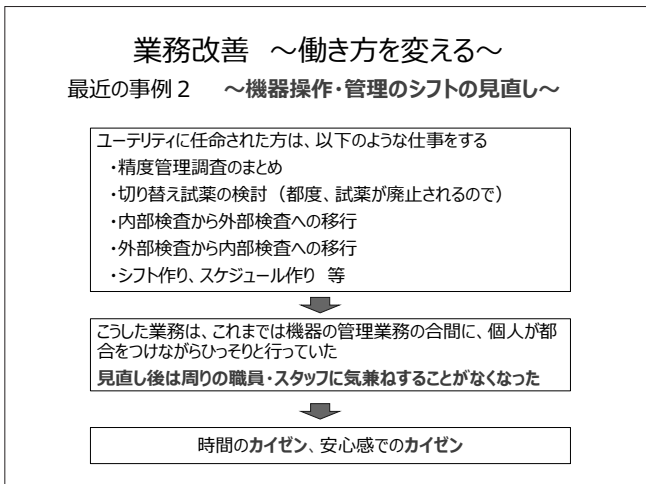 業務改善　～働き方を変える～
最近の事例２　～機器操作・管理のシフトの見直し～
ユーテリティに任命された方は、以下のような仕事をする
・精度管理調査のまとめ
・切り替え試薬の検討（都度、試薬が廃止されるので）
・内部検査から外部検査への移行
・外部検査から内部検査への移行
・シフト作り、スケジュール作り　等
こうした業務は、これまでは機器の管理業務の合間に、個人が都
合をつけながらひっそりと行っていた
見直し後は周りの職員・スタッフに気兼ねすることがなくなった
時間のカイゼン、安心感でのカイゼン